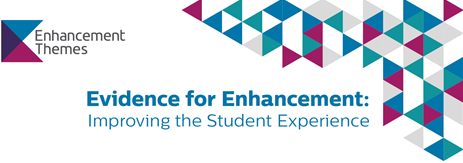 Enhancement
Themes
Evidence for Enhancement:
Improving the Student Experience